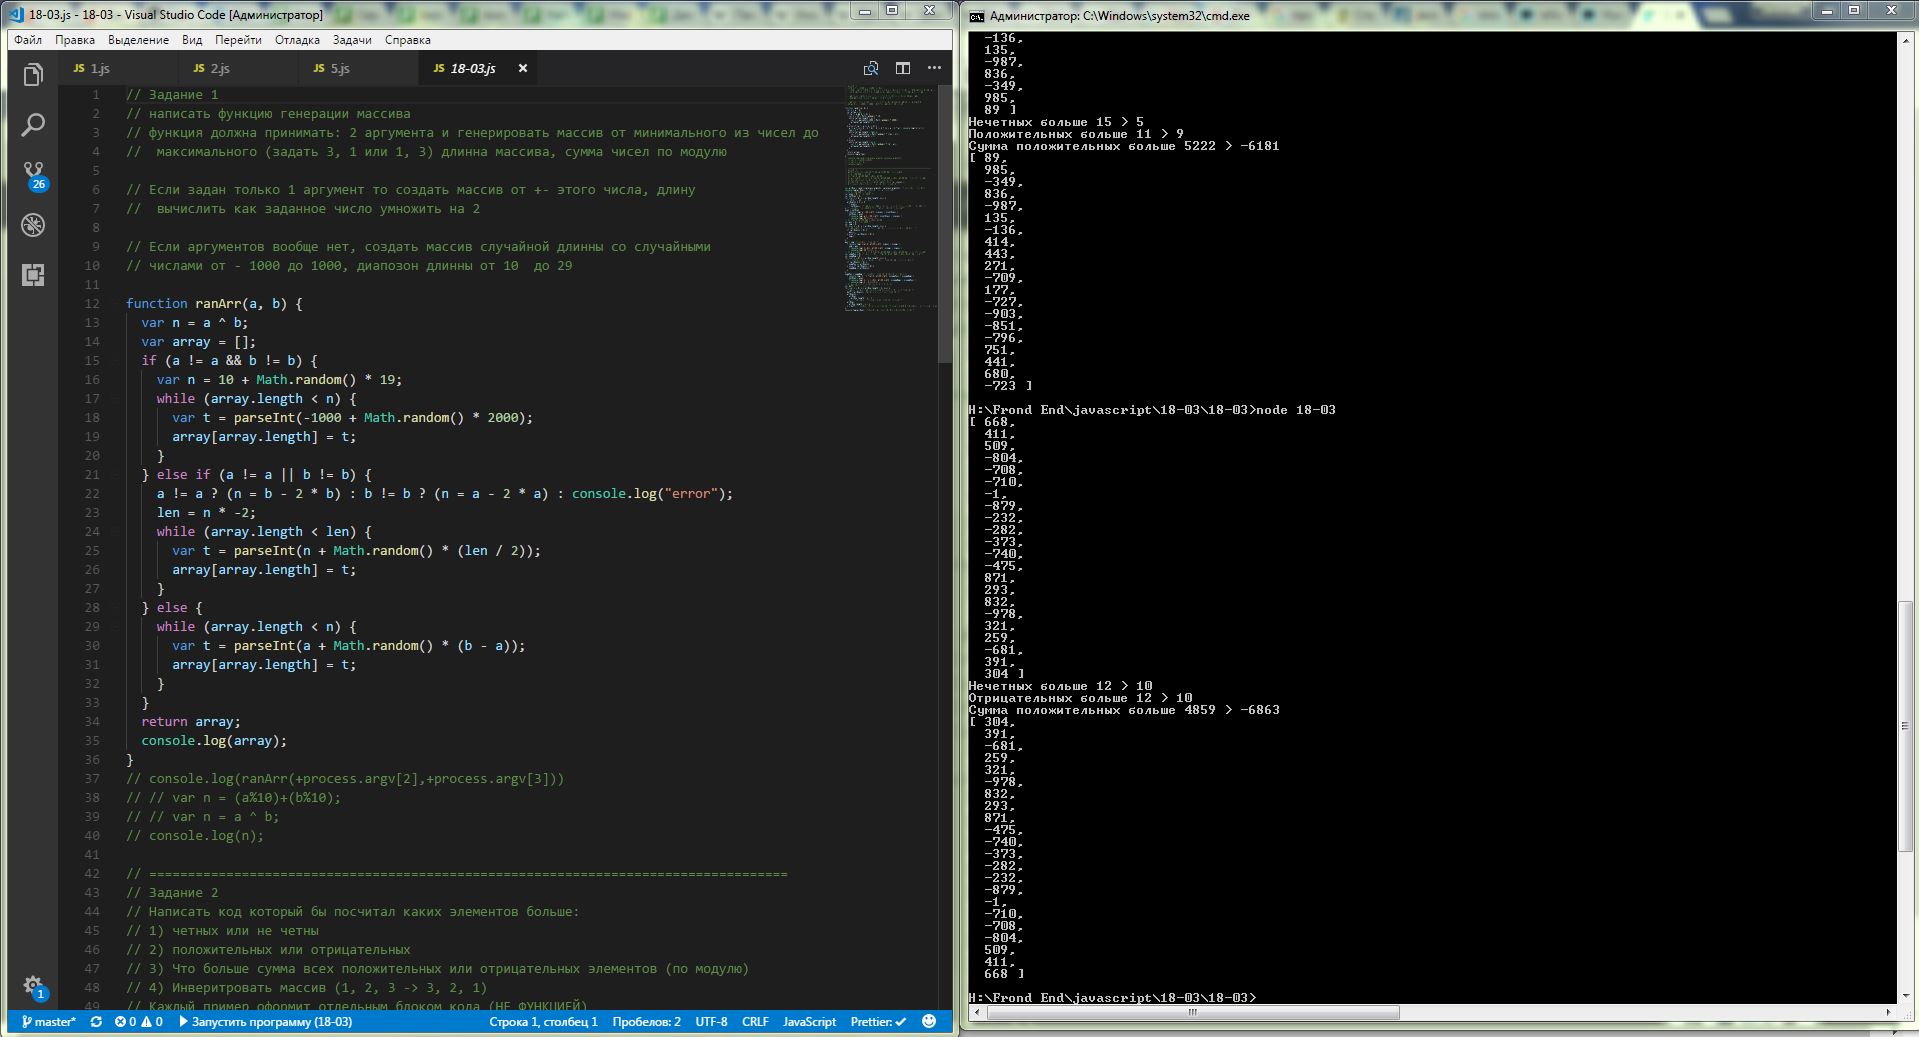 18-03.js - 18-03 - Visual Studio Code [Администратор]
Файл Правка Выделение Вид Перейти Отладка Задачи Справка
JS 1.js JS 2.js JS 5.js JS 18-03.js
1 // Задание 1
2 // написать функцию генерации массива
3 // функция должна принимать: 2 аргумента и генерировать массив от минимального из чисел до
4 //  максимального (задать 3, 1 или 1, 3) длинна массива, сумма чисел по модулю
5
6 // Если задан только 1 аргумент то создать массив от +- этого числа, длину
7 //  вычислить как заданное число умножить на 2
8
9 // Если аргументов вообще нет, создать массив случайной длинны со случайными
10 // числами от - 1000 до 1000, диапозон длинны от 10  до 29
11
12 function ranArr(a, b) {
13 var n = a ^ b;
14 var array = [];
15 if (a != a && b != b) {
16 var n = 10 + Math.random() * 19;
17 while (array.length < n) {
18 var t = parseInt(-1000 + Math.random() * 2000);
19 array[array.length] = t;
20 }
21 } else if (a != a || b != b) {
22 a != a ? (n = b - 2 * b) : b != b ? (n = a - 2 * a) : console.log("error");
23 len = n * -2;
24 while (array.length < len) {
25 var t = parseInt(n + Math.random() * (len / 2));
26 array[array.length] = t;
27 }
28 } else {
29 while (array.length < n) {
30 var t = parseInt(a + Math.random() * (b - a));
31 array[array.length] = t;
32 }
33 }
34 return array;
35 console.log(array);
36 }
37 // console.log(ranArr(+process.argv[2],+process.argv[3]))
38 // // var n = (a%10)+(b%10);
39 // // var n = a ^ b;
40 // console.log(n);
41
42 // ===================================================================================
43 // Задание 2
44 // Написать код который бы посчитал каких элементов больше:
45 // 1) четных или не четны
46 // 2) положительных или отрицательных
47 // 3) Что больше сумма всех положительных или отрицательных элементов (по модулю)
48 // 4) Инверитровать массив (1, 2, 3 -> 3, 2, 1)
49 // Каждый пример оформит отдельным блоком кода (НЕ ФУНКЦИЕЙ)
26
1
master* 0 0 Запустить программу (18-03) Строка 1, столбец 1 Пробелов: 2 UTF-8 CRLF JavaScript Prettier: ✓
Администратор: C:\Windows\system32\cmd.exe
-136,
135,
-987,
836,
-349,
985,
89 ]
Нечетных больше 15 > 5
Положительных больше 11 > 9
Сумма положительных больше 5222 > -6181
[ 89,
985,
-349,
836,
-987,
135,
-136,
414,
443,
271,
-709,
177,
-727,
-903,
-851,
-796,
751,
441,
680,
-723 ]
H:\Frond End\javascript\18-03\18-03>node 18-03
[ 668,
411,
509,
-804,
-708,
-710,
-1,
-879,
-232,
-282,
-373,
-740,
-475,
871,
293,
832,
-978,
321,
259,
-681,
391,
304 ]
Нечетных больше 12 > 10
Отрицательных больше 12 > 10
Сумма положительных больше 4859 > -6863
[ 304,
391,
-681,
259,
321,
-978,
832,
293,
871,
-475,
-740,
-373,
-282,
-232,
-879,
-1,
-710,
-708,
-804,
509,
411,
668 ]
H:\Frond End\javascript\18-03\18-03>